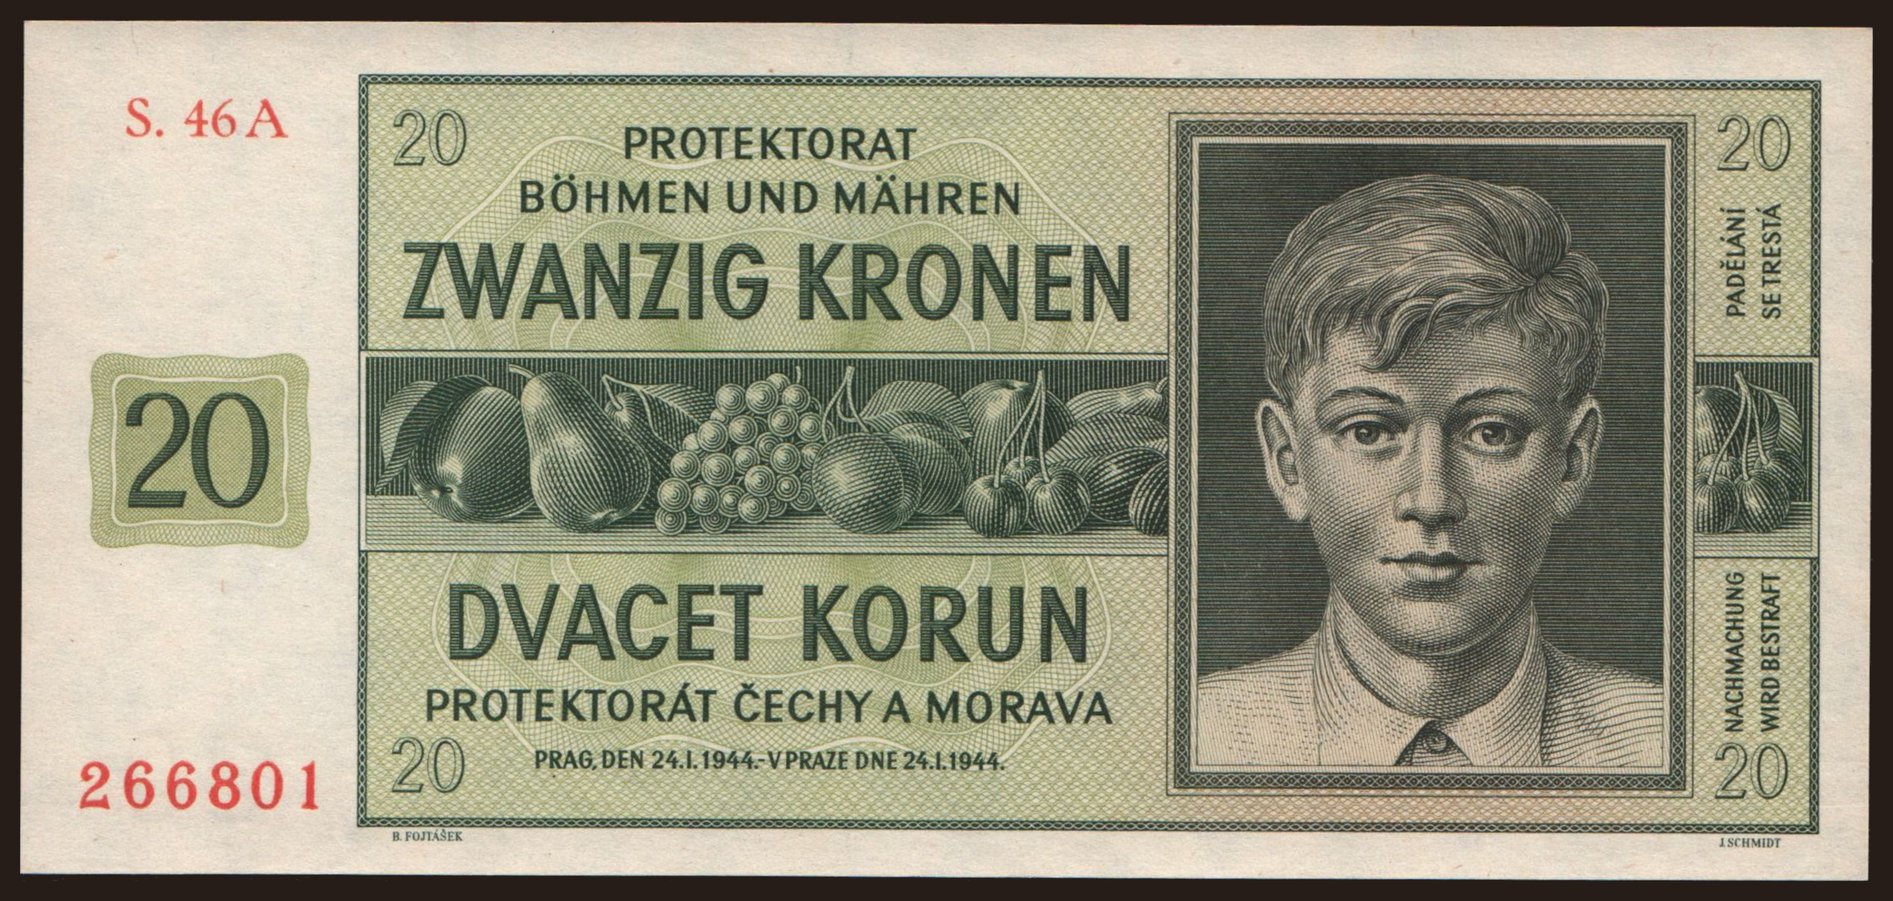 S. 46 A
20
20
PROTEKTORAT
BÖHMEN UND MÄHREN
ZWANZIG KRONEN
PADĚLÁNÍ
SE TRESTÁ
20
DVACET KORUN
PROTEKTORÁT ČECHY A MORAVA
PRAG, DEN 24.I.1944.-V PRAZE DNE 24.I.1944.
NACHMACHUNG
WIRD BESTRAFT
266801
20
20
B. FOJTÁŠEK
J. SCHMIDT